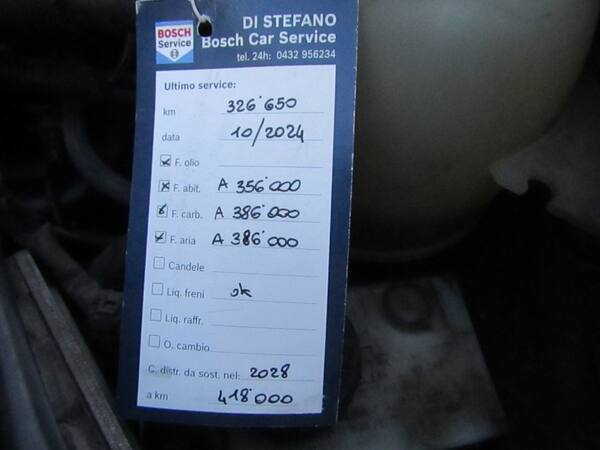 BOSCH
Service
DI STEFANO
Bosch Car Service
tel. 24h: 0432 956234
Ultimo service:
km 326'650
data 10/2024
F. olio
F. abit. A 356'000
F. carb. A 386'000
F. aria A 386'000
Candele
Liq. freni ok
Liq. raffr.
O. cambio
C. distr. da sost. nel: 2028
a km 418'000